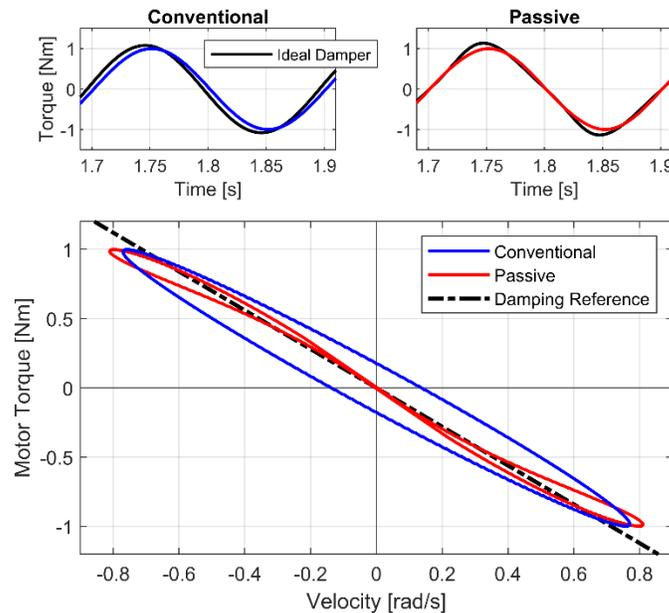 Conventional
Passive
Torque [Nm]
1
0
-1
Ideal Damper
1
0
-1
1.7
1.75
1.8
1.85
1.9
1.7
1.75
1.8
1.85
1.9
Time [s]
Time [s]
Motor Torque [Nm]
1
0.5
0
-0.5
-1
Conventional
Passive
Damping Reference
-0.8
-0.6
-0.4
-0.2
0
0.2
0.4
0.6
0.8
Velocity [rad/s]